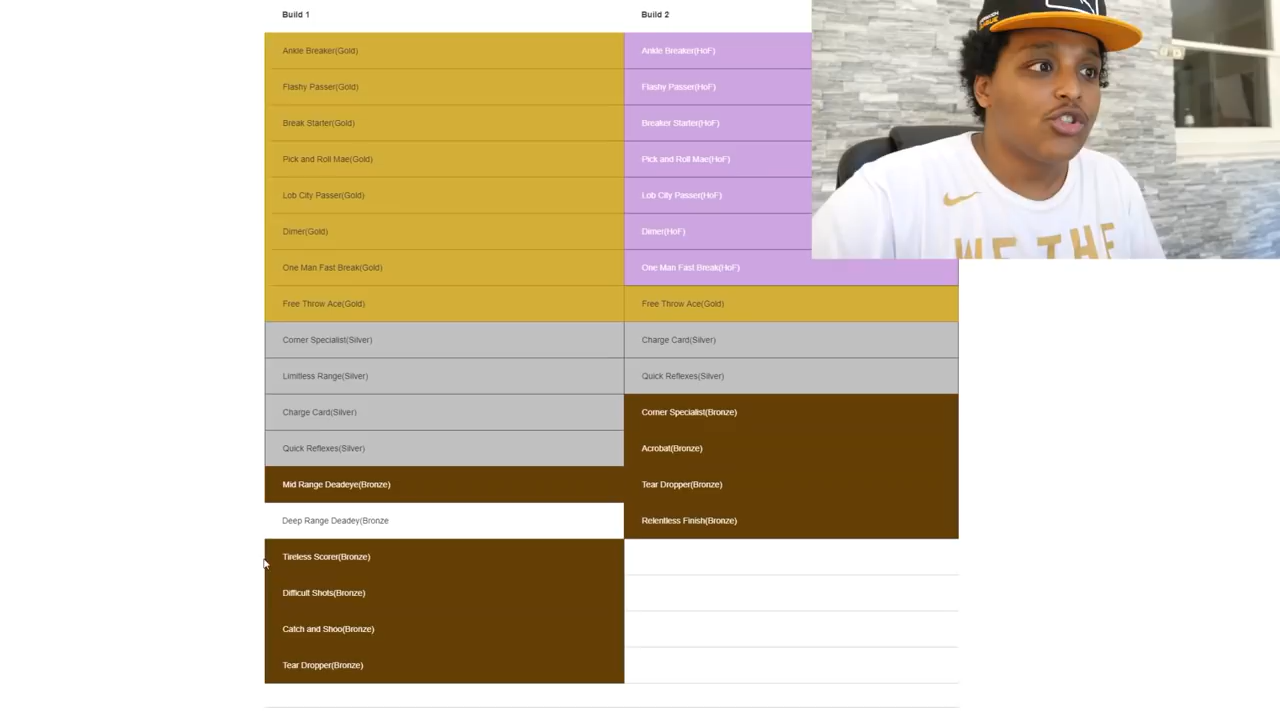 Build 1
Build 2
Ankle Breaker(Gold)
Ankle Breaker(HoF)
Flashy Passer(Gold)
Flashy Passer(HoF)
Break Starter(Gold)
Breaker Starter(HoF)
Pick and Roll Mae(Gold)
Pick and Roll Mae(HoF)
Lob City Passer(Gold)
Lob City Passer(HoF)
Dimer(Gold)
Dimer(HoF)
One Man Fast Break(Gold)
One Man Fast Break(HoF)
Free Throw Ace(Gold)
Free Throw Ace(Gold)
Corner Specialist(Silver)
Charge Card(Silver)
Limitless Range(Silver)
Quick Reflexes(Silver)
Charge Card(Silver)
Corner Specialist(Bronze)
Quick Reflexes(Silver)
Acrobat(Bronze)
Mid Range Deadeye(Bronze)
Tear Dropper(Bronze)
Deep Range Deadey(Bronze
Relentless Finish(Bronze)
Tireless Scorer(Bronze)
Difficult Shots(Bronze)
Catch and Shoo(Bronze)
Tear Dropper(Bronze)
WE THE